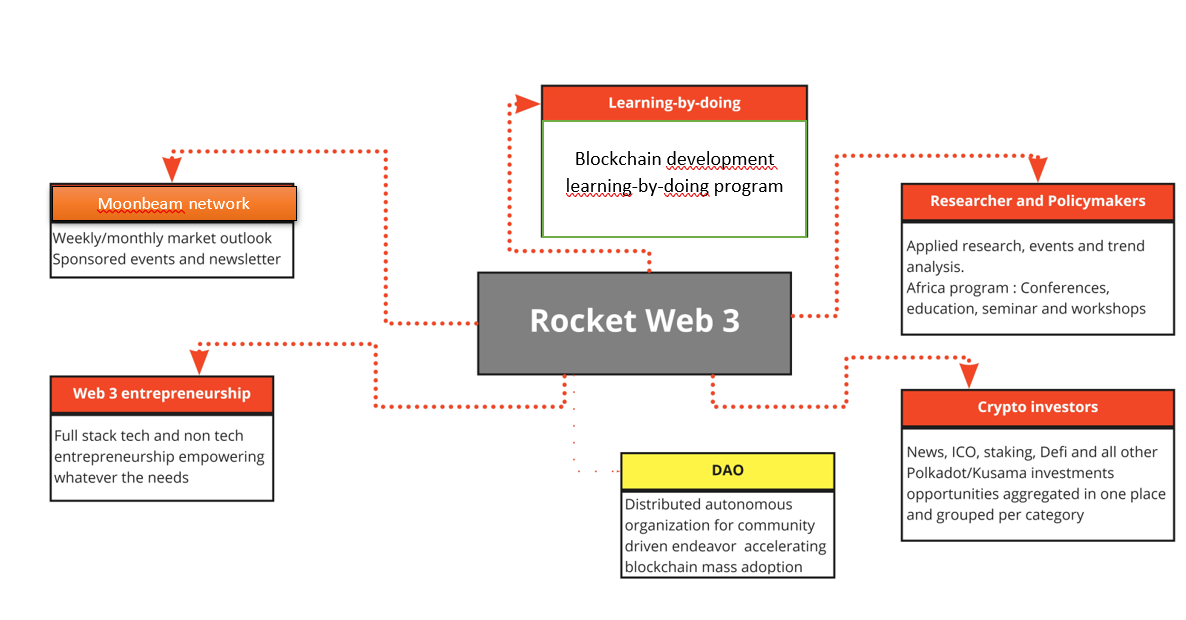 Learning-by-doing
Blockchain development
learning-by-doing program
Moonbeam network
Weekly/monthly market outlook
Sponsored events and newsletter
Researcher and Policymakers
Applied research, events and trend
analysis.
Africa program : Conferences,
education, seminar and workshops
Rocket Web 3
Web 3 entrepreneurship
Full stack tech and non tech
entrepreneurship empowering
whatever the needs
Crypto investors
News, ICO, staking, Defi and all other
Polkadot/Kusama investments
opportunities aggregated in one place
and grouped per category
DAO
Distributed autonomous
organization for community
driven endeavor  accelerating
blockchain mass adoption